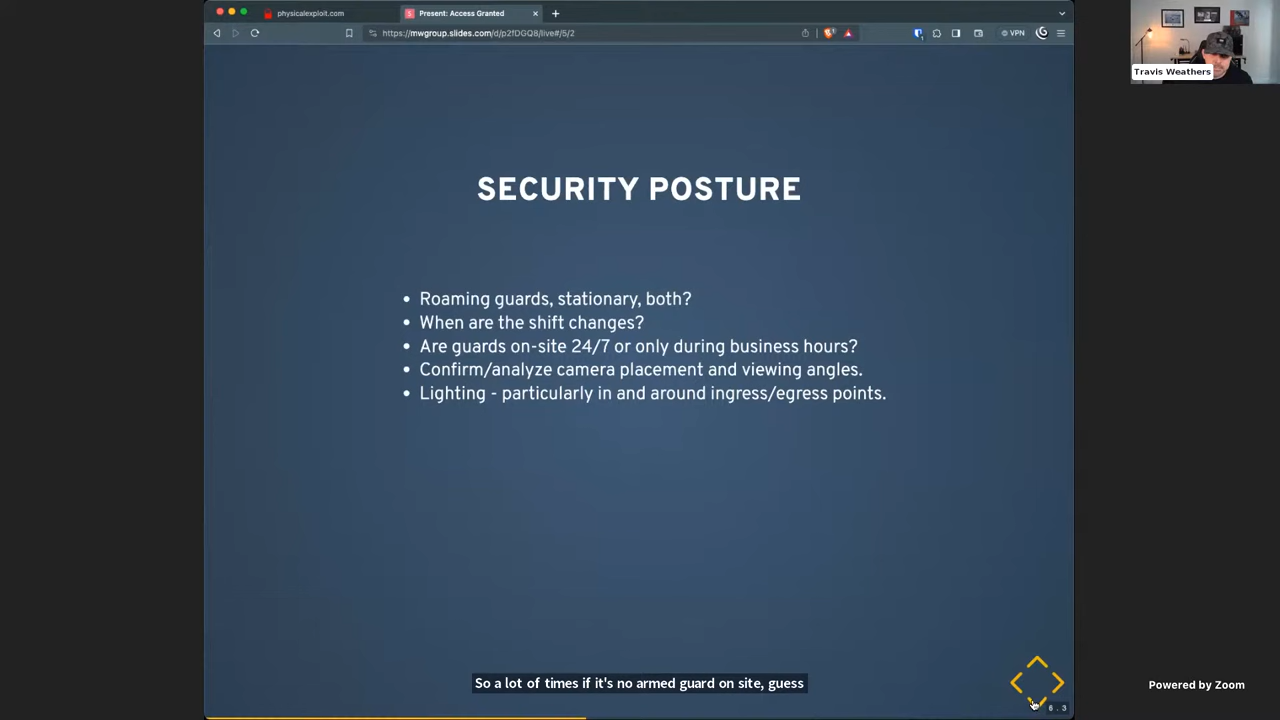 physicalexploit.com
Present: Access Granted
https://mwgroup.slides.com/d/p2fDGQ8/live#/5/2
VPN
Travis Weathers
SECURITY POSTURE
• Roaming guards, stationary, both?
• When are the shift changes?
• Are guards on-site 24/7 or only during business hours?
• Confirm/analyze camera placement and viewing angles.
• Lighting - particularly in and around ingress/egress points.
So a lot of times if it's no armed guard on site, guess
6.3
Powered by Zoom